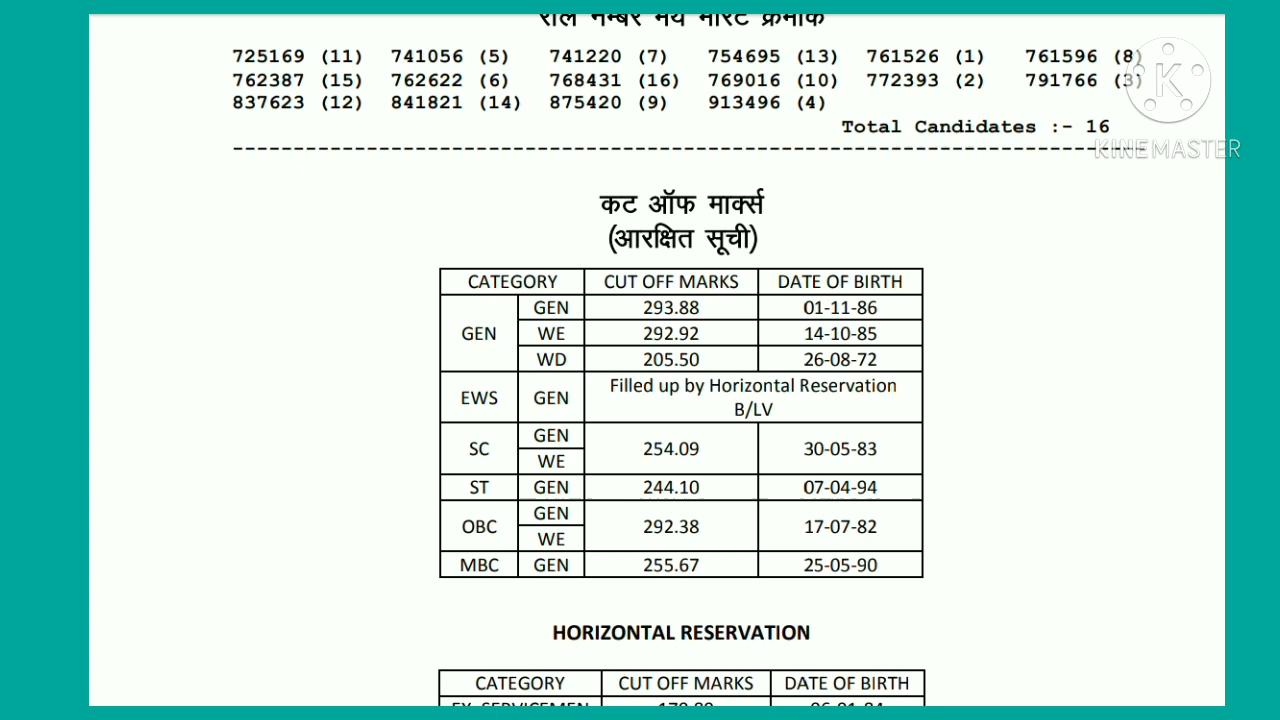 रोल नम्बर मय मेरिट क्रमांक
725169 (11) 741056 (5) 741220 (7) 754695 (13) 761526 (1) 761596 (8)
762387 (15) 762622 (6) 768431 (16) 769016 (10) 772393 (2) 791766 (3)
837623 (12) 841821 (14) 875420 (9) 913496 (4)
Total Candidates :- 16
K
KINEMASTER
कट ऑफ मार्क्स
(आरक्षित सूची)
CATEGORY CUT OFF MARKS DATE OF BIRTH
GEN GEN 293.88 01-11-86
WE 292.92 14-10-85
WD 205.50 26-08-72
EWS GEN Filled up by Horizontal Reservation
B/LV
SC GEN 254.09 30-05-83
WE
ST GEN 244.10 07-04-94
OBC GEN 292.38 17-07-82
WE
MBC GEN 255.67 25-05-90
HORIZONTAL RESERVATION
CATEGORY CUT OFF MARKS DATE OF BIRTH